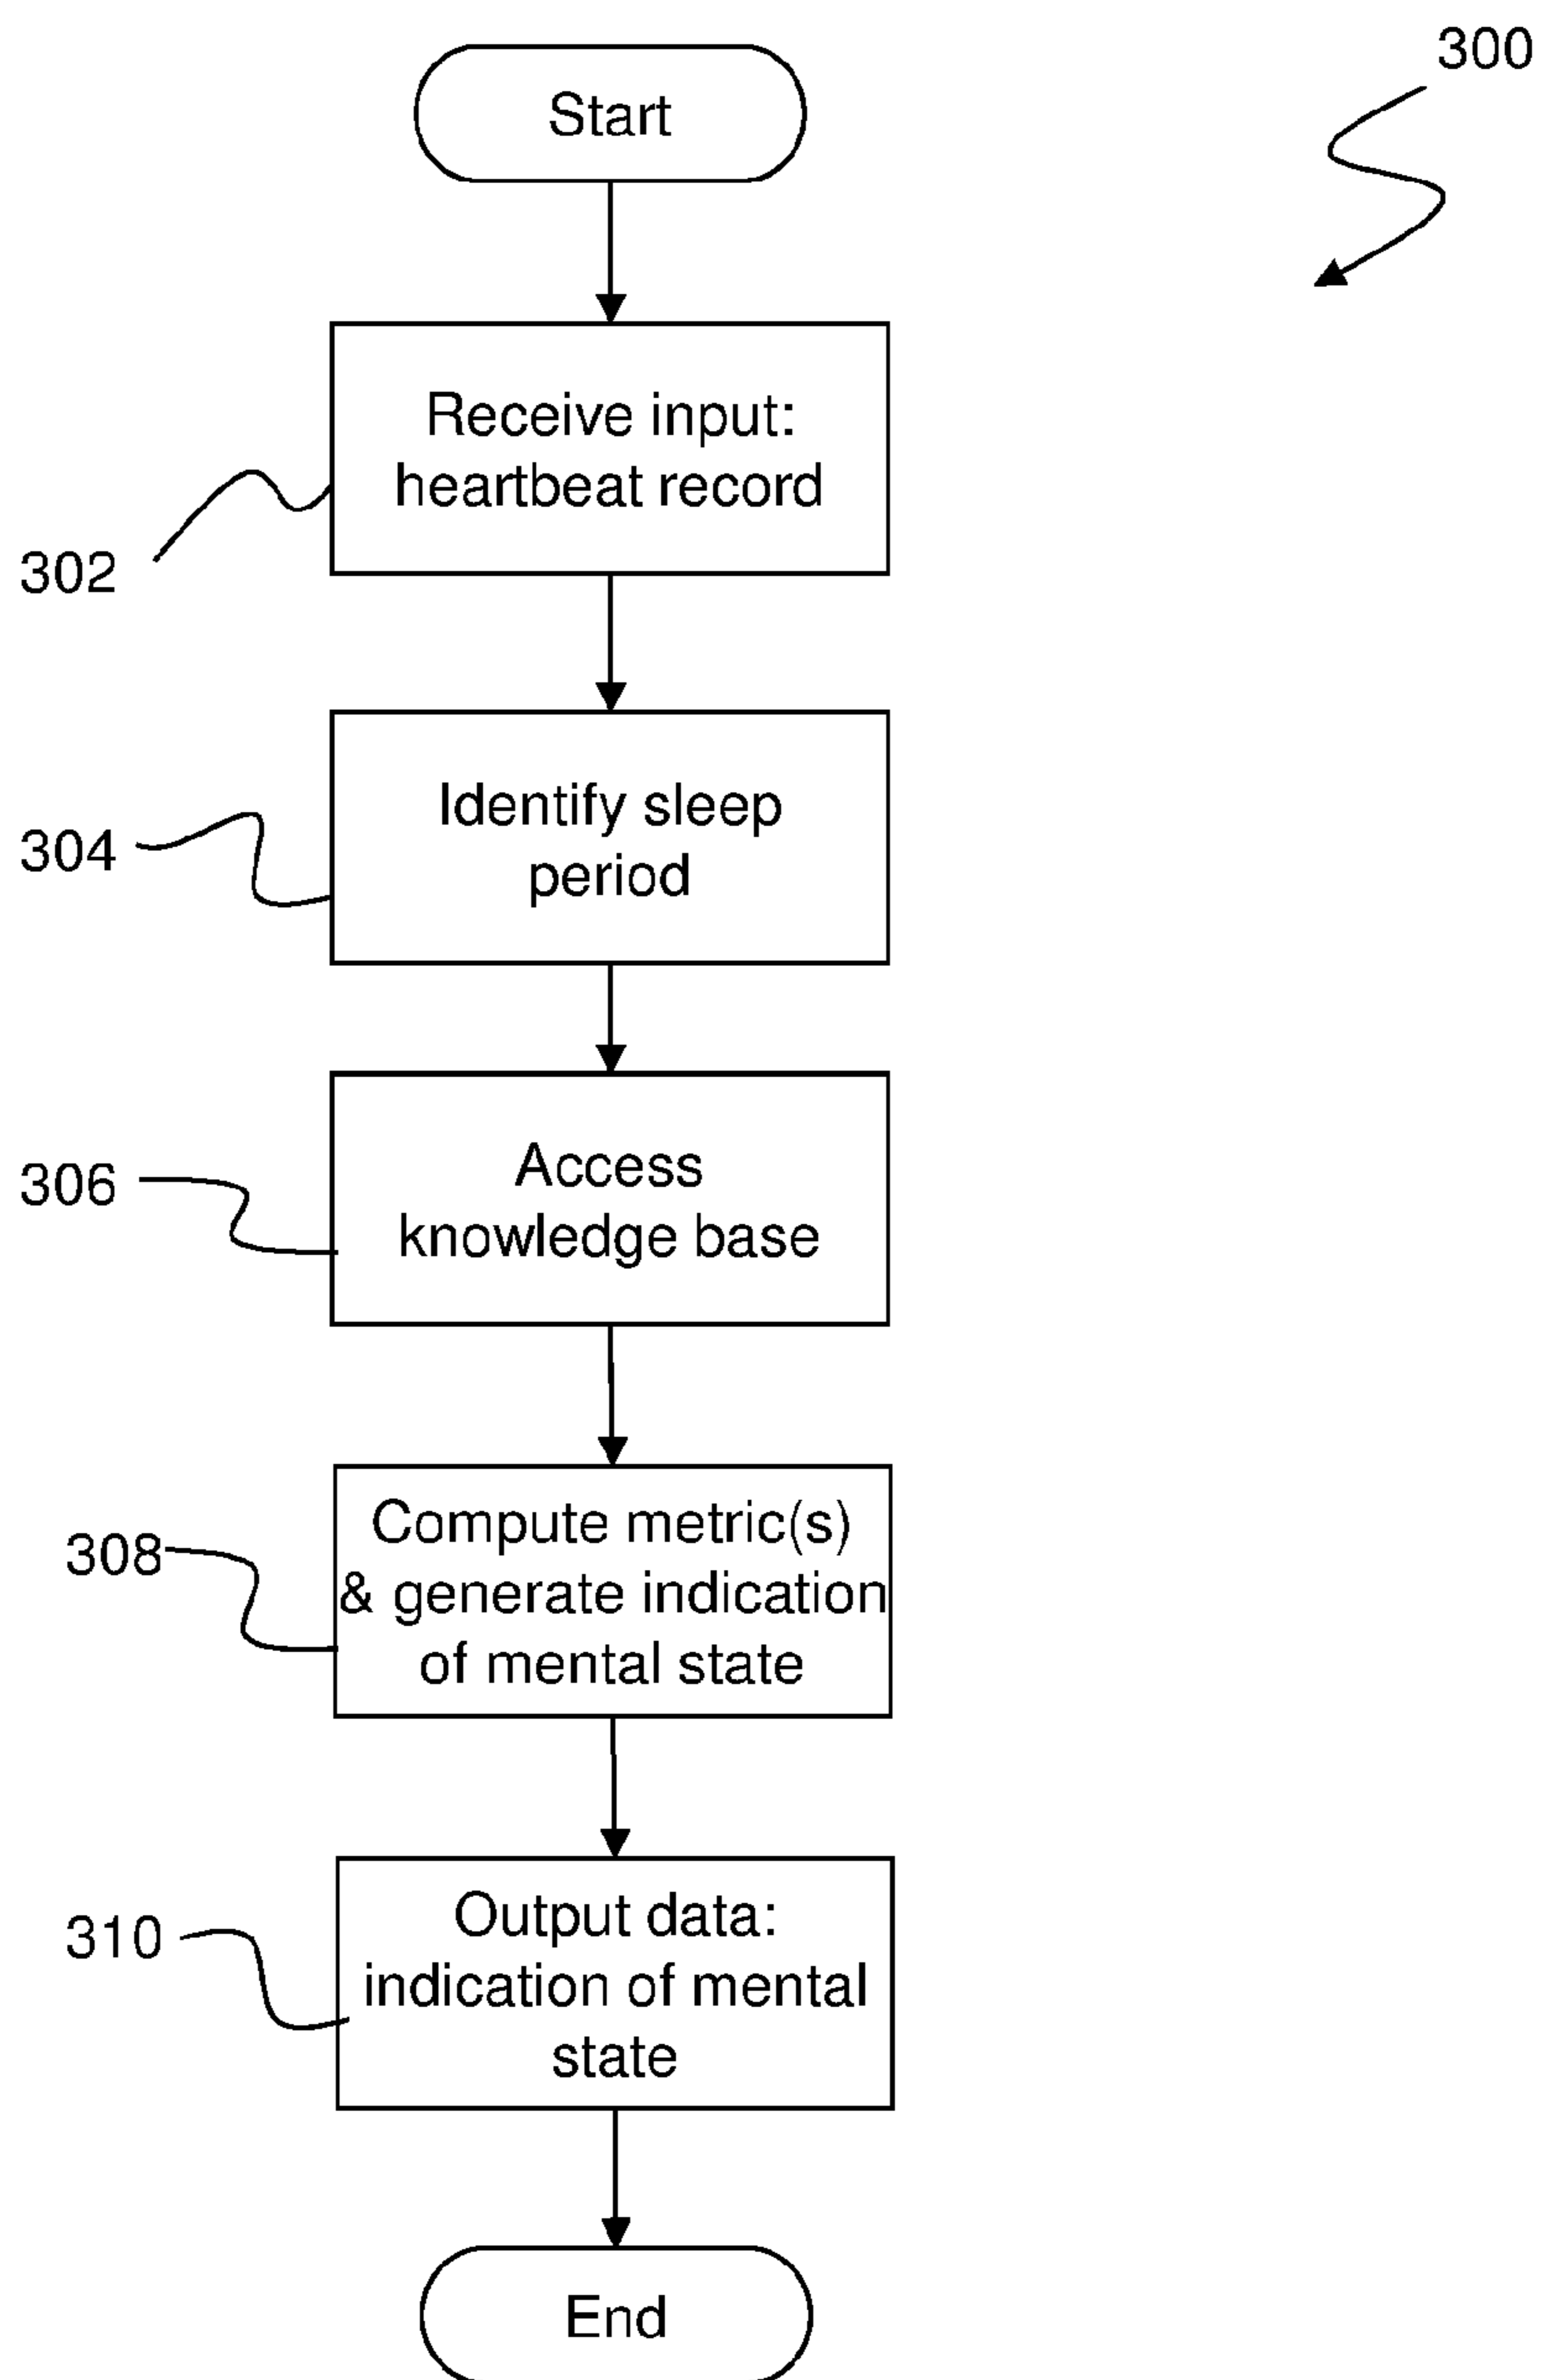 300
Start
Receive input:
heartbeat record
302
Identify sleep
period
304
Access
knowledge base
306
Compute metric(s)
& generate indication
of mental state
308
Output data:
indication of mental
state
310
End